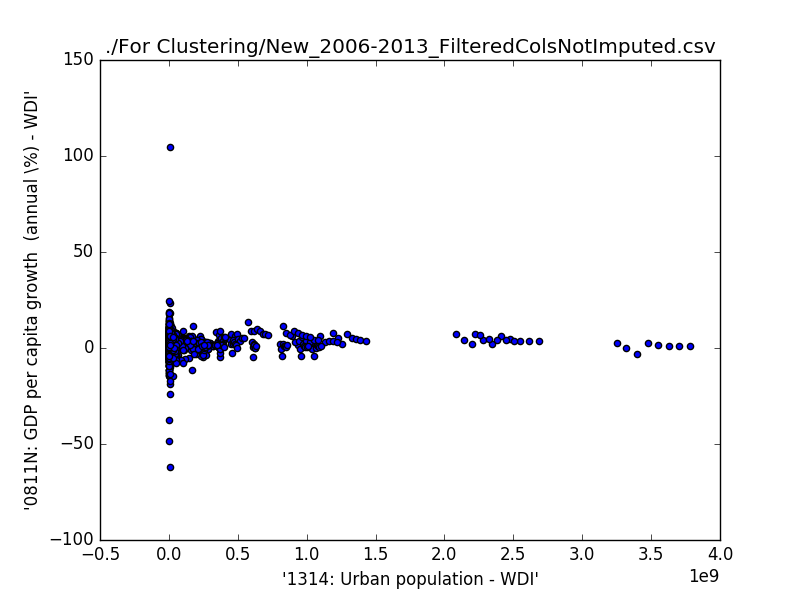 ./For Clustering/New_2006-2013_FilteredColsNotImputed.csv
150
100
50
0
−50
−100
'0811N: GDP per capita growth  (annual \%) - WDI'
−0.5 0.0 0.5 1.0 1.5 2.0 2.5 3.0 3.5 4.0
1e9
'1314: Urban population - WDI'